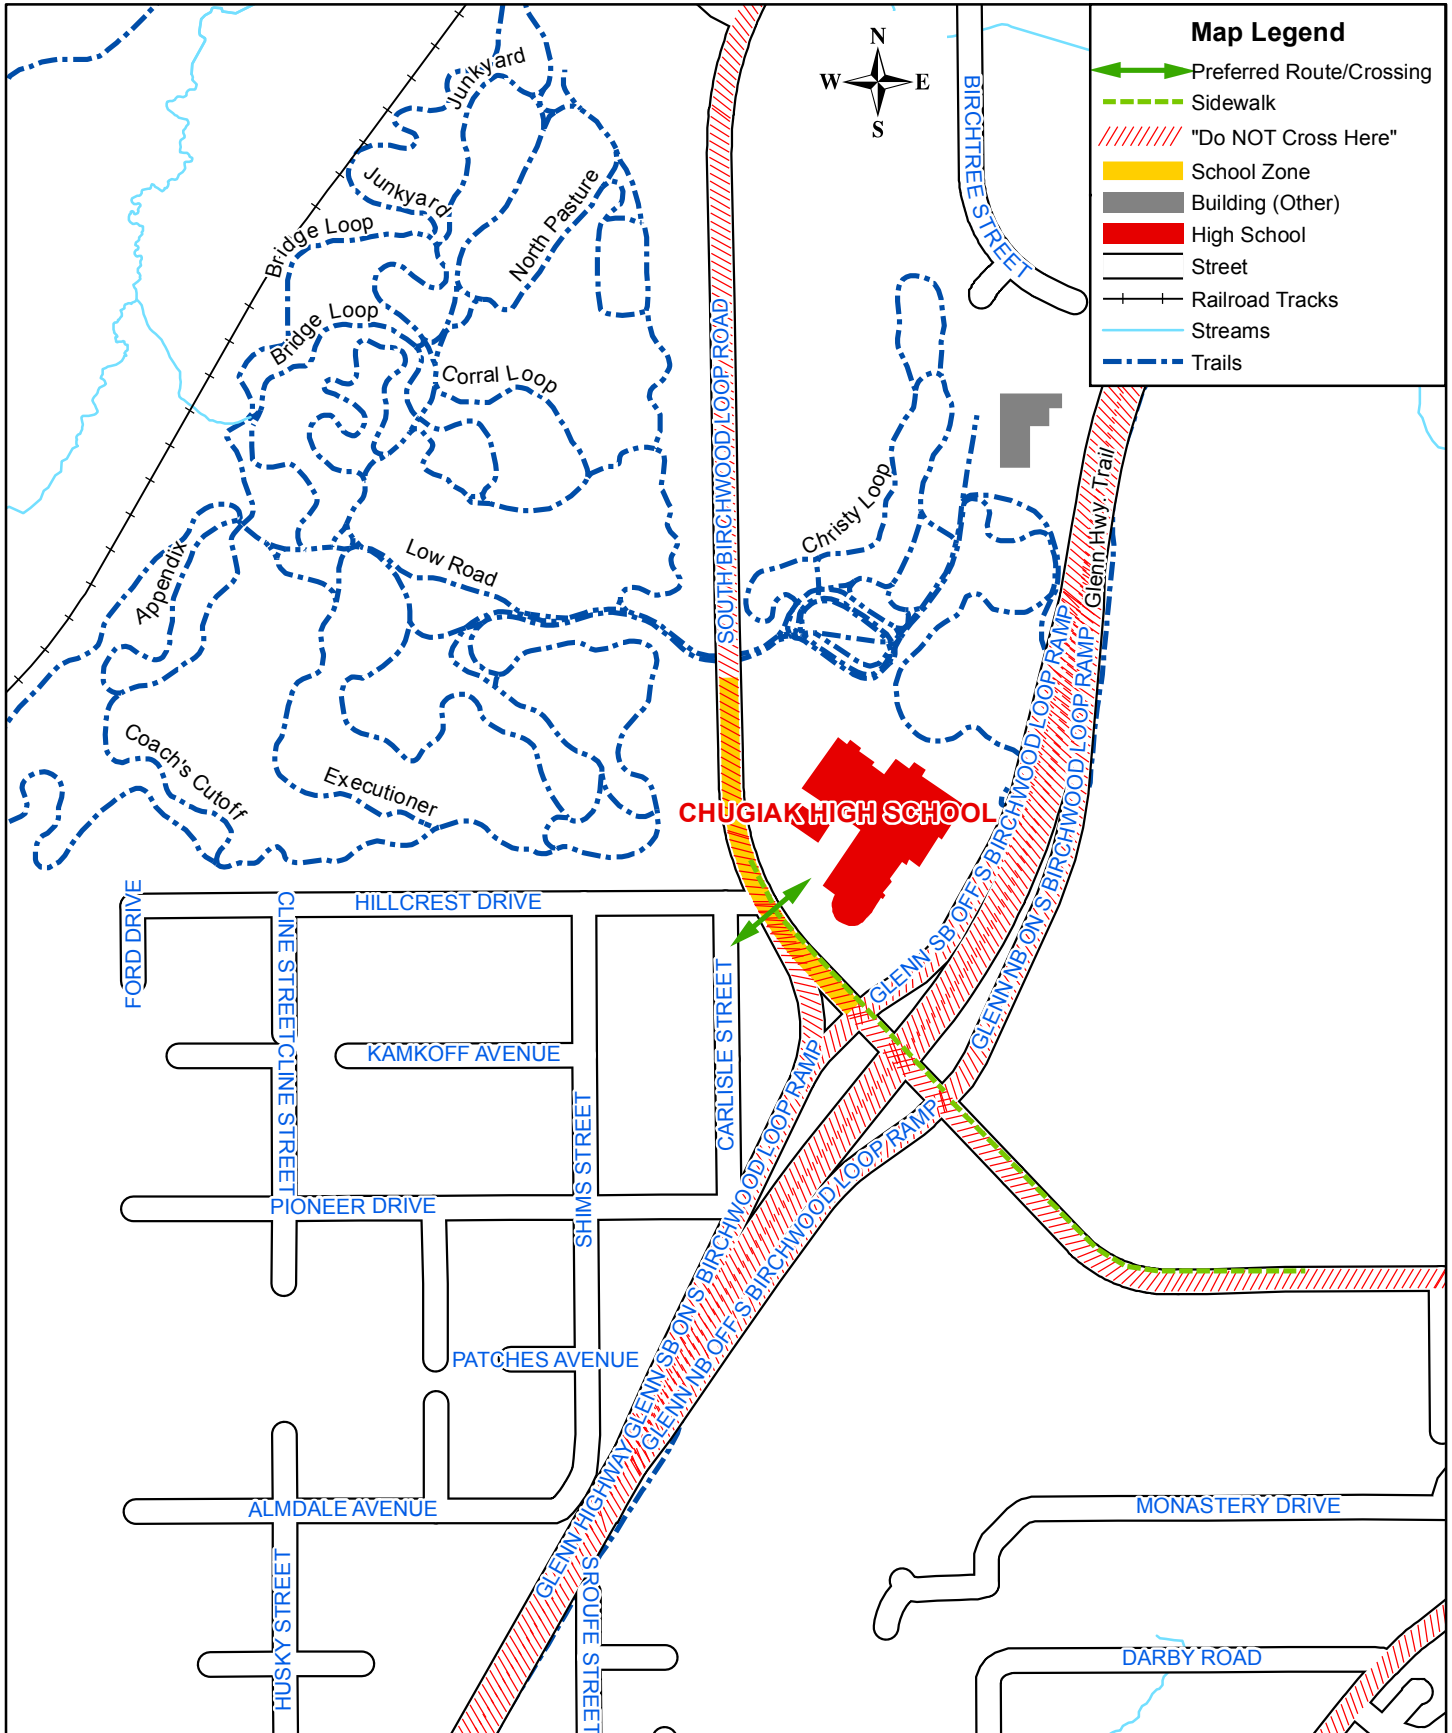 Map Legend
Preferred Route/Crossing
Sidewalk
"Do NOT Cross Here"
School Zone
Building (Other)
High School
Street
Railroad Tracks
Streams
Trails
N
W
E
S
Junkyard
Junkyard
Bridge Loop
North Pasture
Bridge Loop
Corral Loop
BIRCHTREE STREET
SOUTH BIRCHWOOD LOOP ROAD
Christy Loop
Glenn Hwy. Trail
Low Road
Appendix
Coach's Cutoff
Executioner
CHUGIAK HIGH SCHOOL
GLENN SB OFF S BIRCHWOOD LOOP RAMP
GLENN NB ON S BIRCHWOOD LOOP RAMP
FORD DRIVE
CLINE STREET
HILLCREST DRIVE
CARLISLE STREET
KAMKOFF AVENUE
CLINE STREET
SHIMS STREET
PIONEER DRIVE
GLENN SB ON S BIRCHWOOD LOOP RAMP
GLENN NB OFF S BIRCHWOOD LOOP RAMP
PATCHES AVENUE
GLENN HIGHWAY
ALMDALE AVENUE
MONASTERY DRIVE
HUSKY STREET
SROUFE STREET
DARBY ROAD